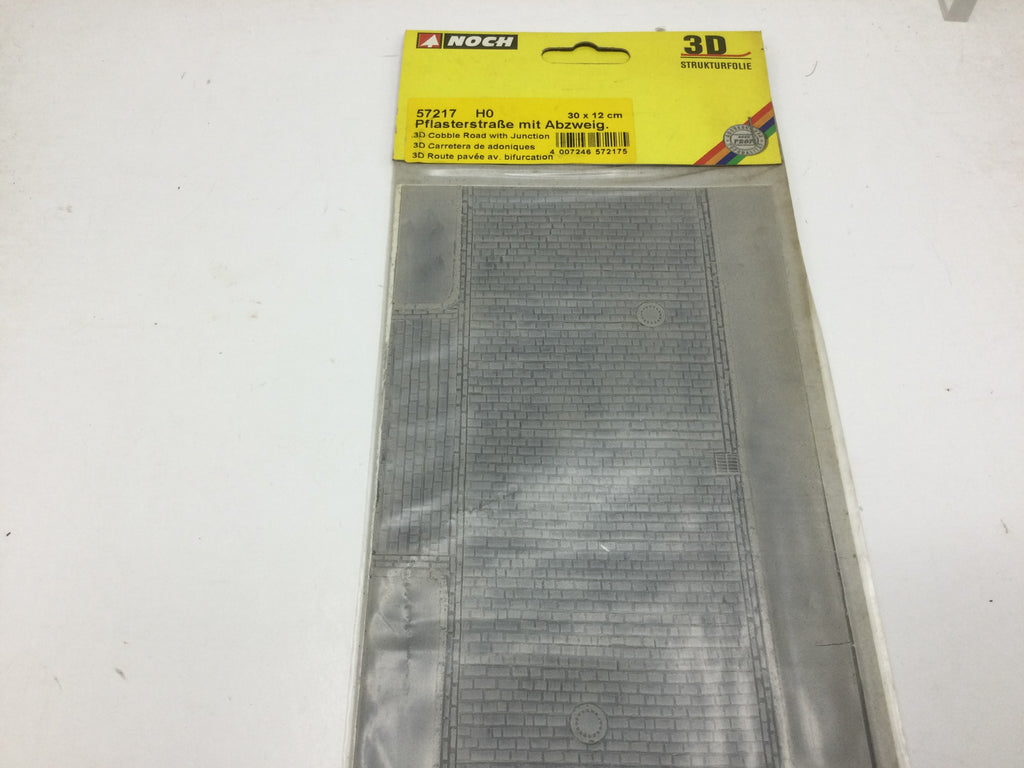 NOCH
3D
STRUKTURFOLIE
57217 H0 30 x 12 cm
Pflasterstraße mit Abzweig.
3D Cobble Road with Junction
3D Carretera de adoniques
3D Route pavée av. bifurcation
4 007246 572175